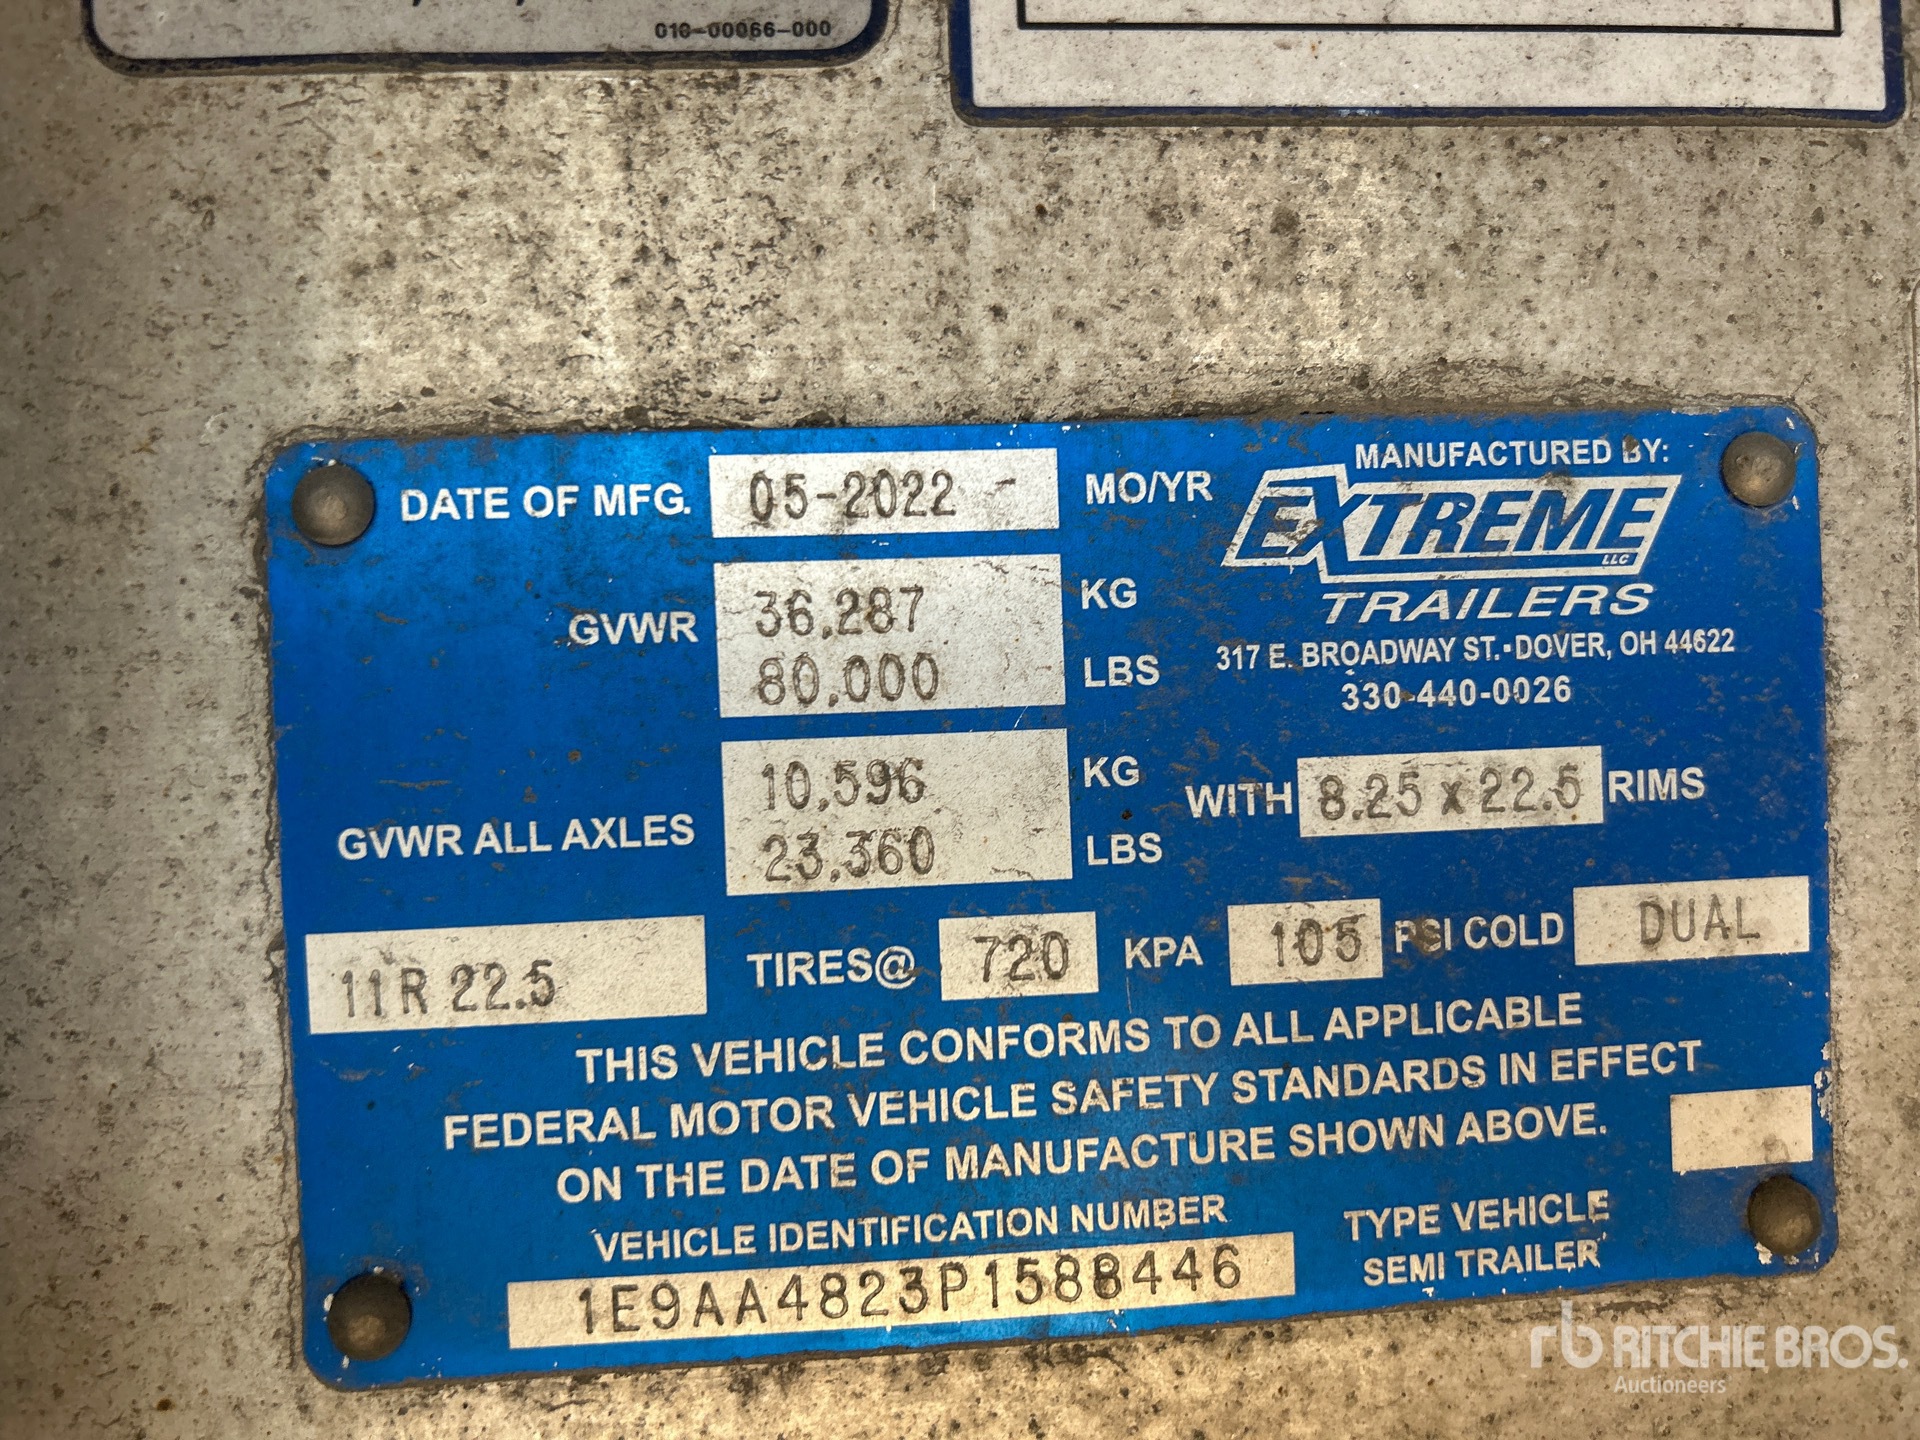 010-00066-000
DATE OF MFG. 05-2022 - MO/YR
MANUFACTURED BY:
EXTREME LLC
TRAILERS
317 E. BROADWAY ST. • DOVER, OH 44622
330-440-0026
GVWR 36,287 KG
80,000 LBS
GVWR ALL AXLES 10,596 KG
23,360 LBS
WITH 8.25 x 22.5 RIMS
11R 22.5 TIRES@ 720 KPA 105 PSI COLD DUAL
THIS VEHICLE CONFORMS TO ALL APPLICABLE
FEDERAL MOTOR VEHICLE SAFETY STANDARDS IN EFFECT
ON THE DATE OF MANUFACTURE SHOWN ABOVE.
VEHICLE IDENTIFICATION NUMBER
1E9AA4823P1588446
TYPE VEHICLE
SEMI TRAILER
rb RITCHIE BROS.
Auctioneers